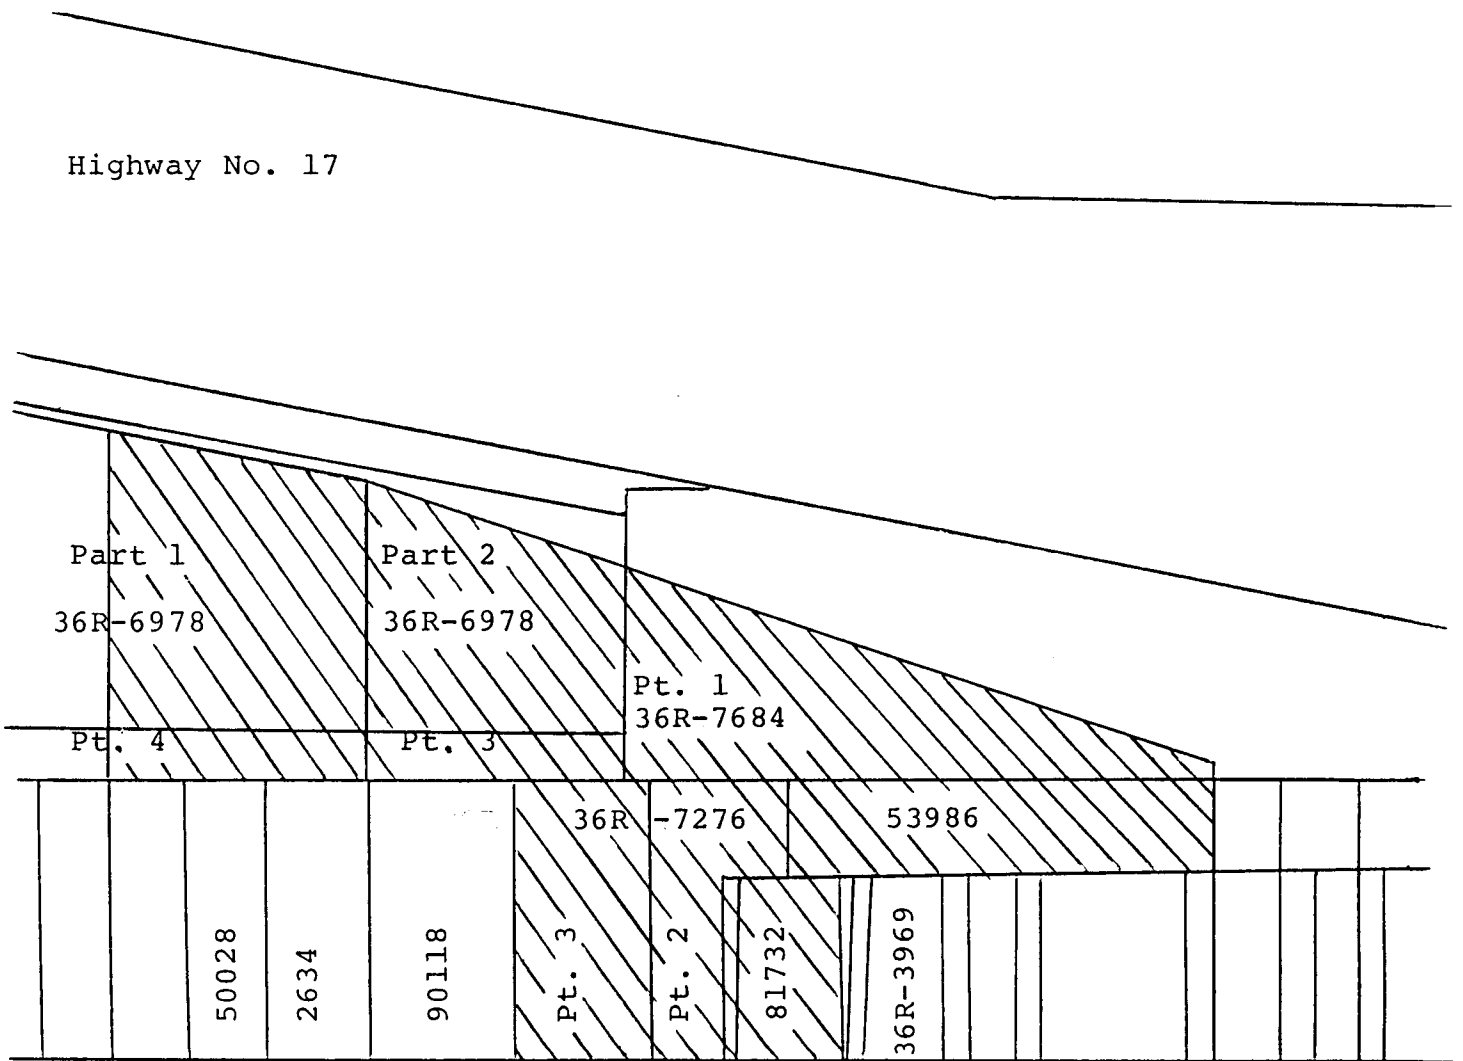 Highway No. 17
Part 1
36R-6978
Part 2
36R-6978
Pt. 1
36R-7684
Pt. 4
Pt. 3
36R-7276
53986
50028
2634
90118
Pt. 3
Pt. 2
81732
36R-3969